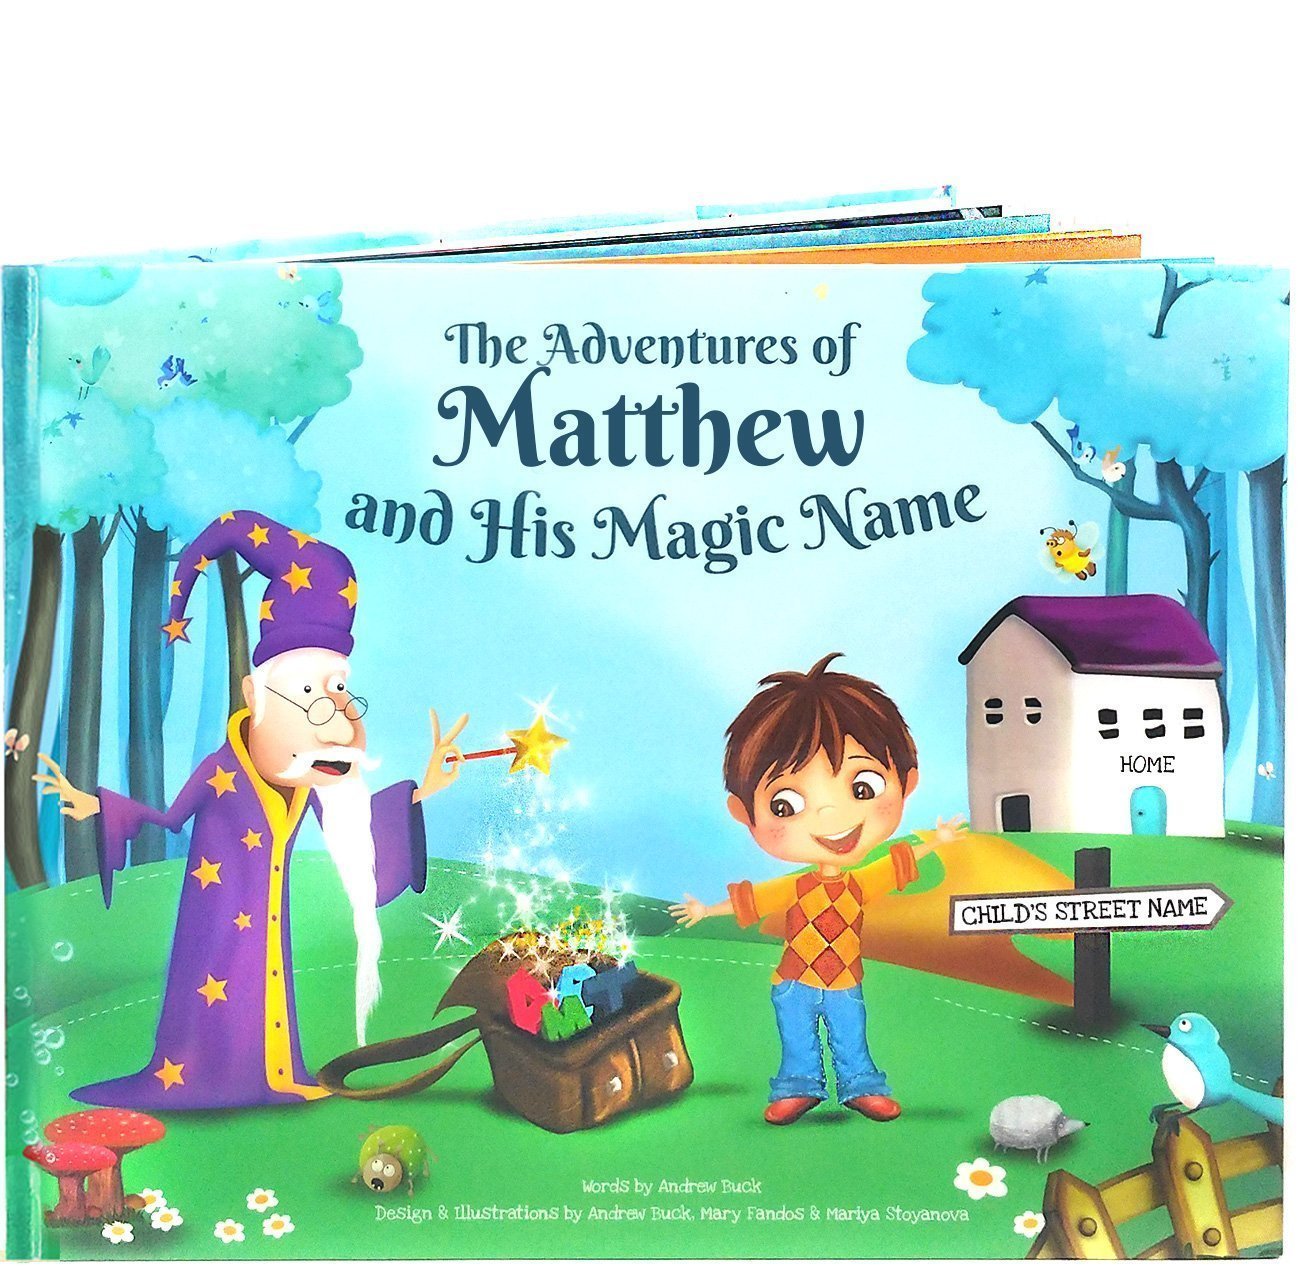 The Adventures of
Matthew
and His Magic Name
HOME
CHILD'S STREET NAME
Words by Andrew Buck
Design & Illustrations by Andrew Buck, Mary Fandos & Mariya Stoyanova